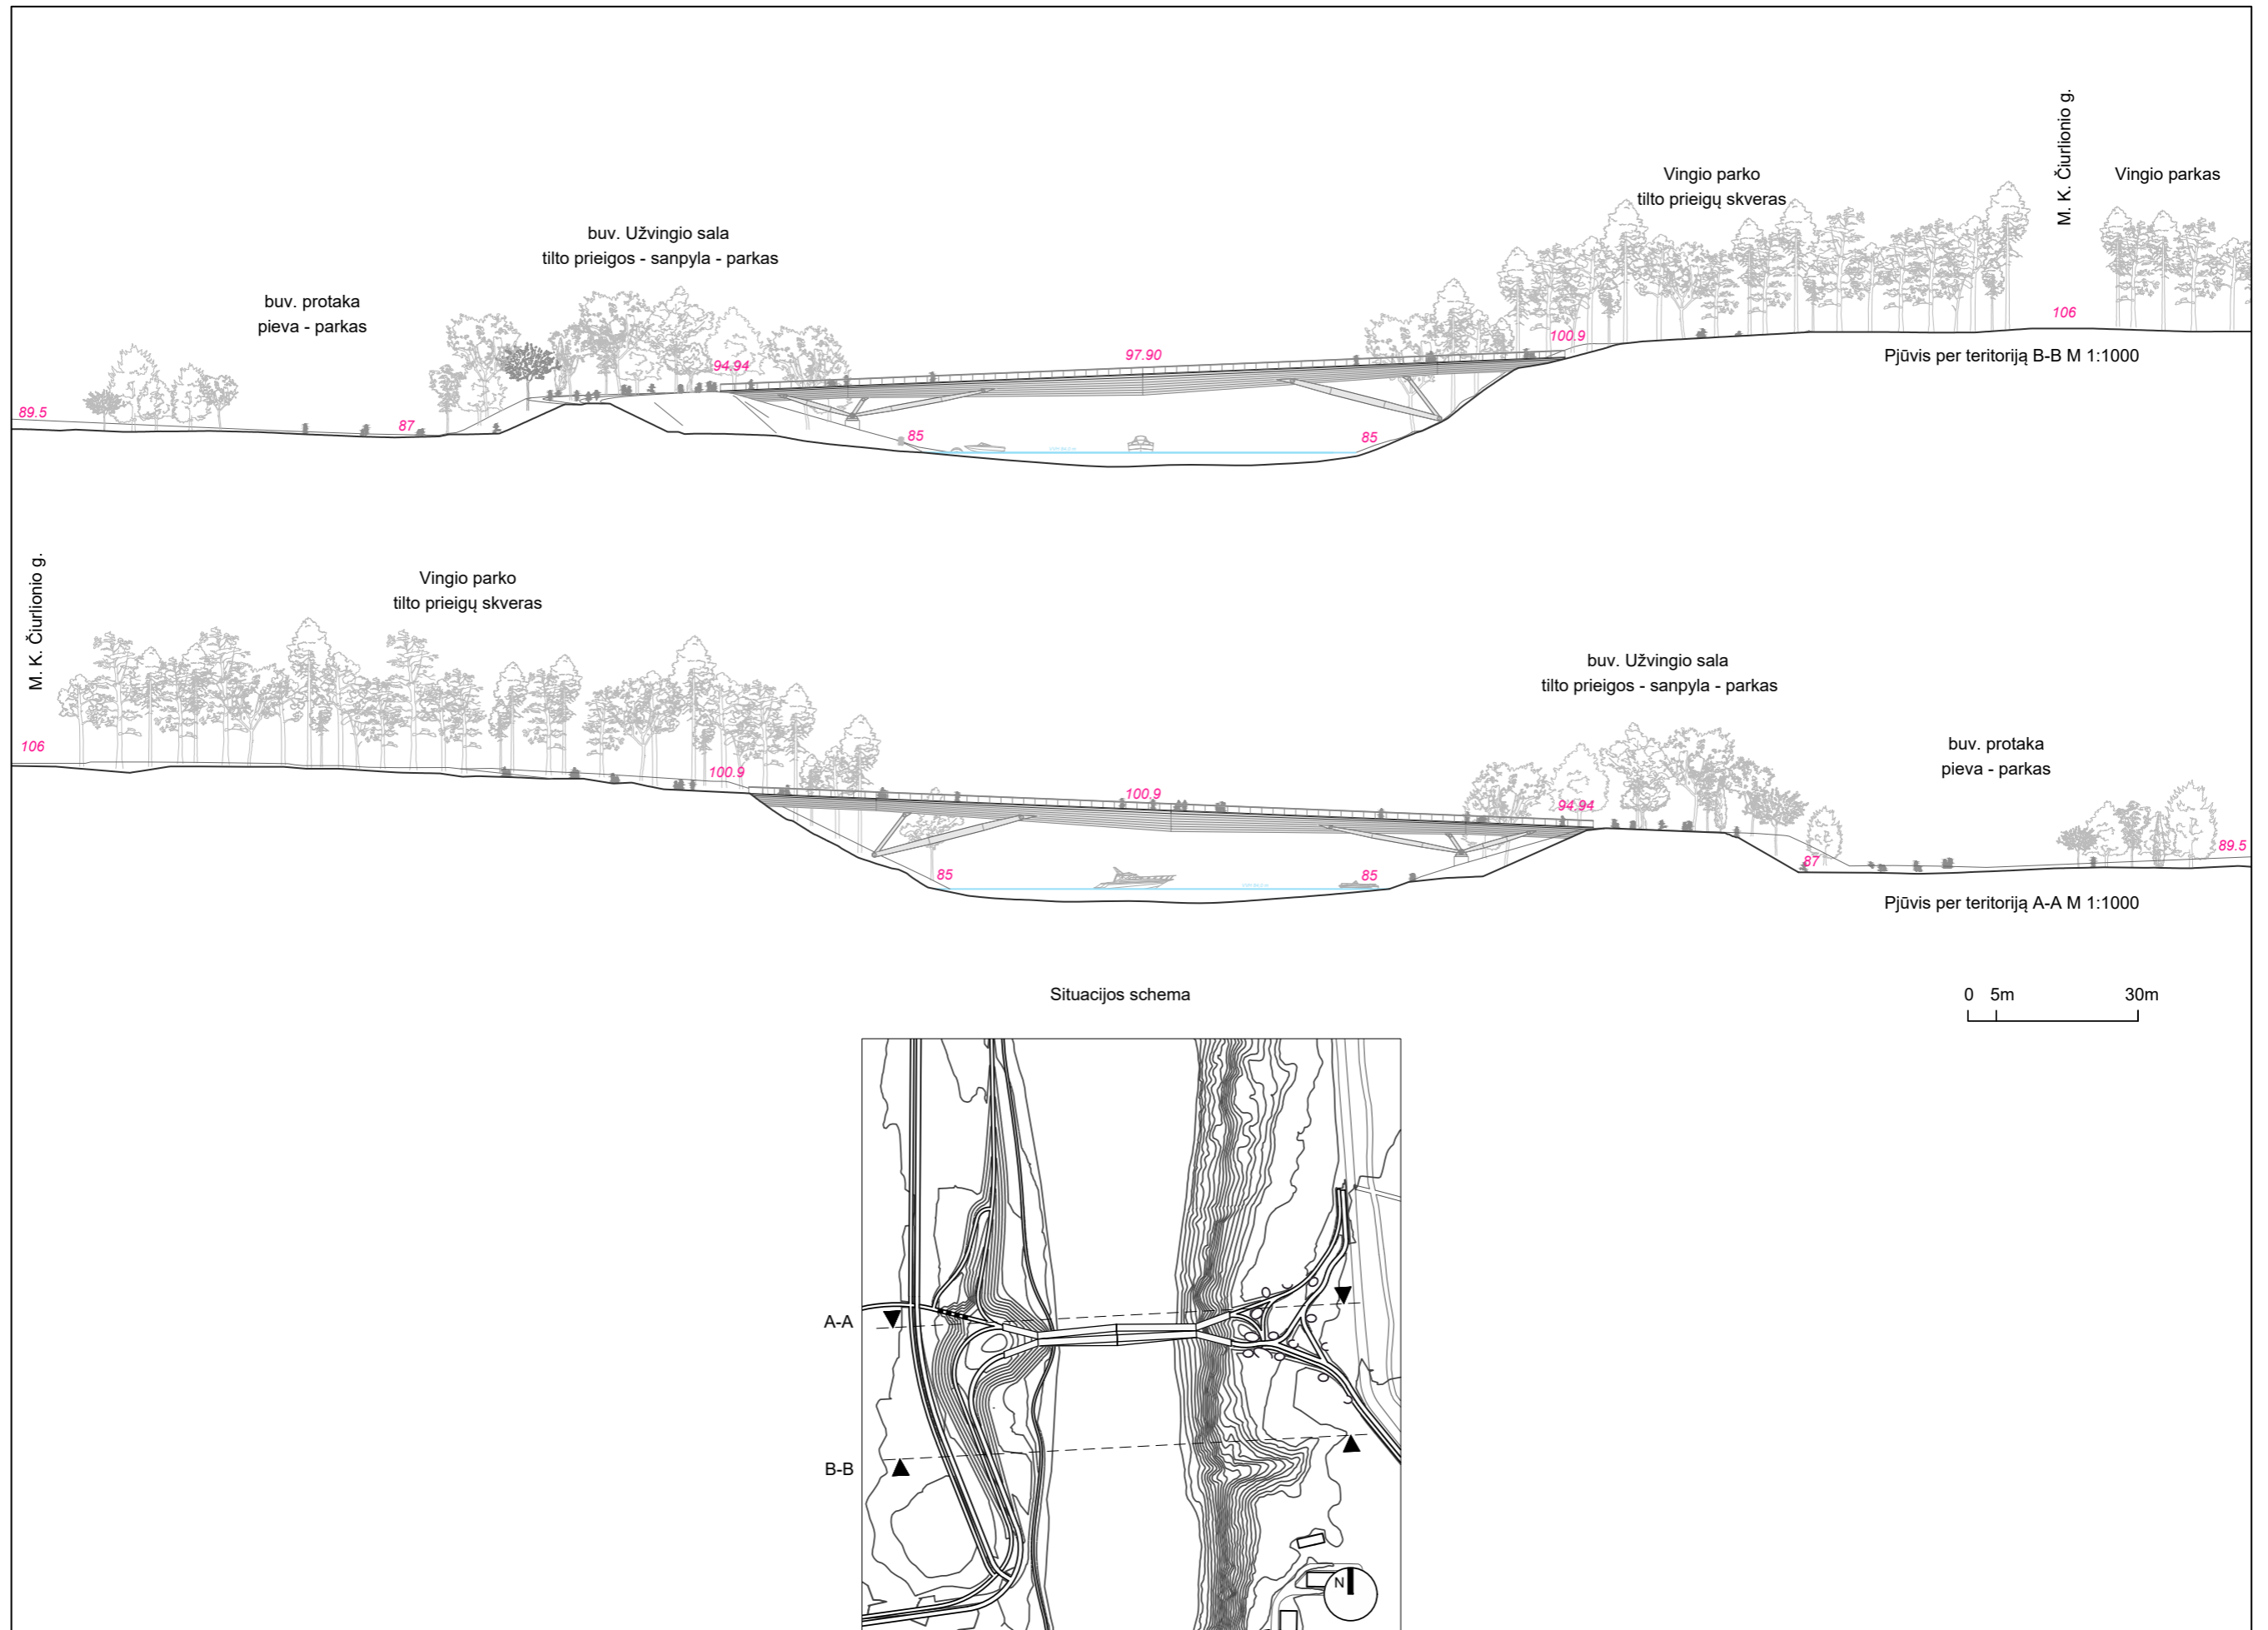 M. K. Čiurlionio g.
Vingio parko
tilto prieigų skveras
Vingio parkas
buv. Užvingio sala
tilto prieigos - sanpyla - parkas
buv. protaka
pieva - parkas
106
100.9
97.90
94.94
Pjūvis per teritoriją B-B M 1:1000
89.5
87
85
85
M. K. Čiurlionio g.
Vingio parko
tilto prieigų skveras
buv. Užvingio sala
tilto prieigos - sanpyla - parkas
buv. protaka
pieva - parkas
106
100.9
100.9
94.94
89.5
87
85
85
Pjūvis per teritoriją A-A M 1:1000
Situacijos schema
0 5m 30m
A-A
B-B
N